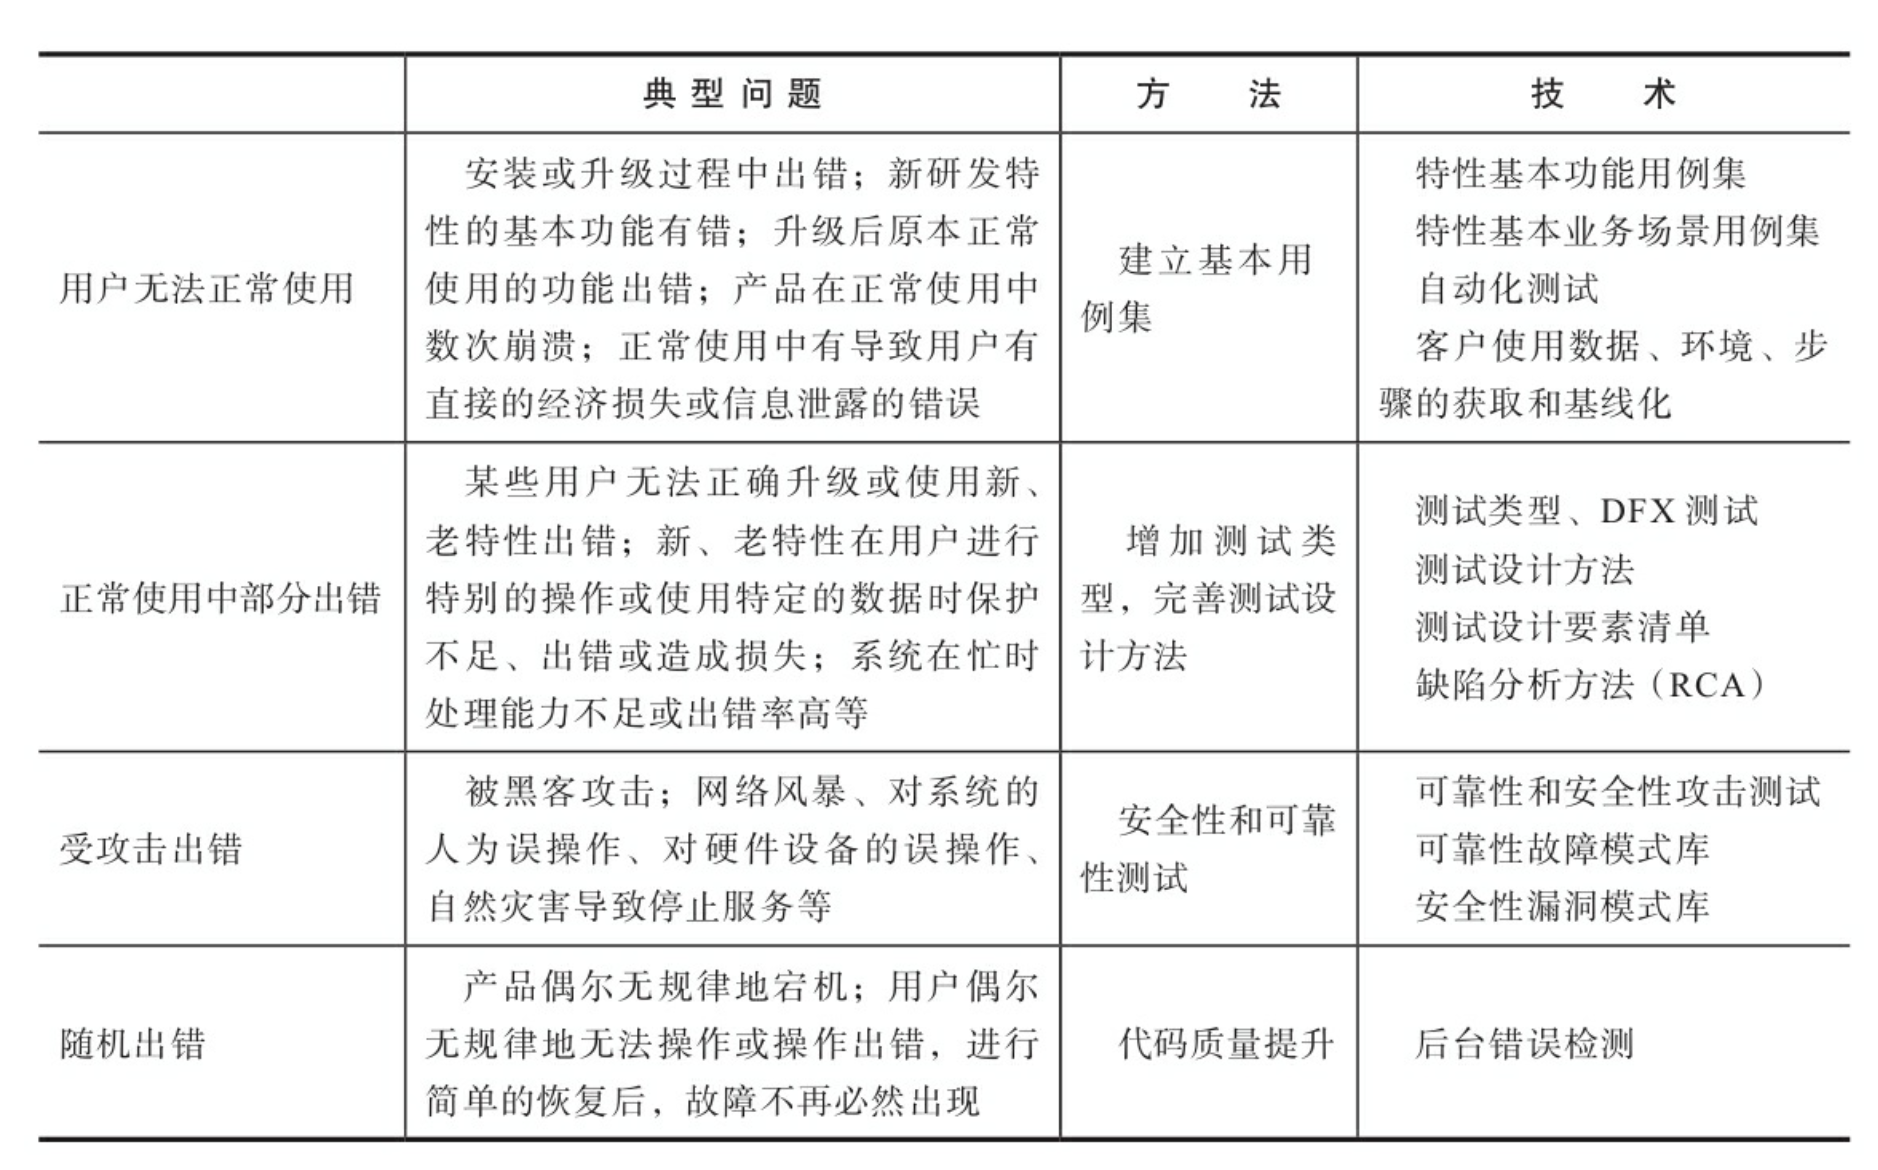 典型问题 方法 技术
用户无法正常使用
安装或升级过程中出错；新研发特
性的基本功能有错；升级后原本正常
使用的功能出错；产品在正常使用中
数次崩溃；正常使用中有导致用户有
直接的经济损失或信息泄露的错误
建立基本用
例集
特性基本功能用例集
特性基本业务场景用例集
自动化测试
客户使用数据、环境、步
骤的获取和基线化
正常使用中部分出错
某些用户无法正确升级或使用新、
老特性出错；新、老特性在用户进行
特别的操作或使用特定的数据时保护
不足、出错或造成损失；系统在忙时
处理能力不足或出错率高等
增加测试类
型，完善测试设
计方法
测试类型、DFX 测试
测试设计方法
测试设计要素清单
缺陷分析方法（RCA）
受攻击出错
被黑客攻击；网络风暴、对系统的
人为误操作、对硬件设备的误操作、
自然灾害导致停止服务等
安全性和可靠
性测试
可靠性和安全性攻击测试
可靠性故障模式库
安全性漏洞模式库
随机出错
产品偶尔无规律地宕机；用户偶尔
无规律地无法操作或操作出错，进行
简单的恢复后，故障不再必然出现
代码质量提升
后台错误检测